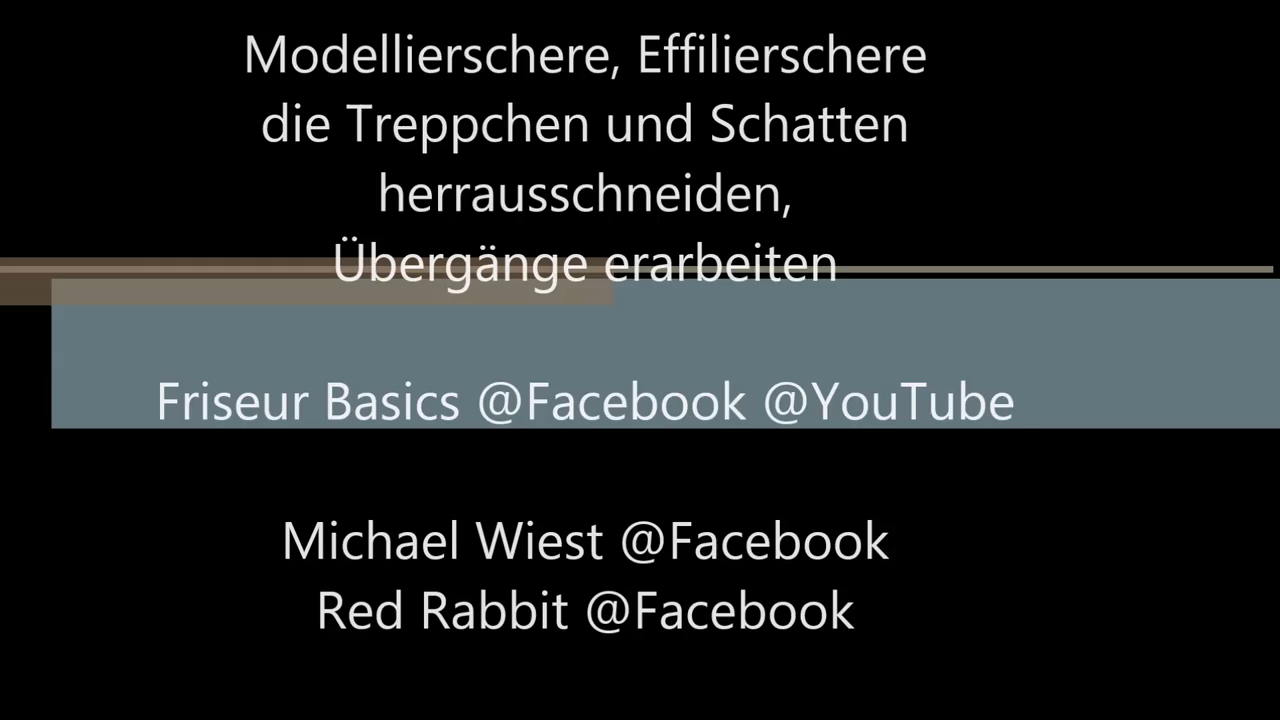 Modellierschere, Effilierschere
die Treppchen und Schatten
herrausschneiden,
Übergänge erarbeiten
Friseur Basics @Facebook @YouTube
Michael Wiest @Facebook
Red Rabbit @Facebook